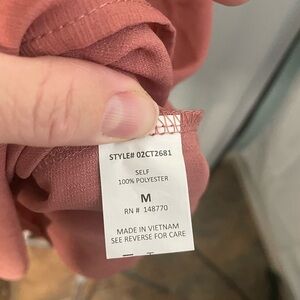 STYLE# 02CT2681
SELF
100% POLYESTER
M
RN # 148770
MADE IN VIETNAM
SEE REVERSE FOR CARE